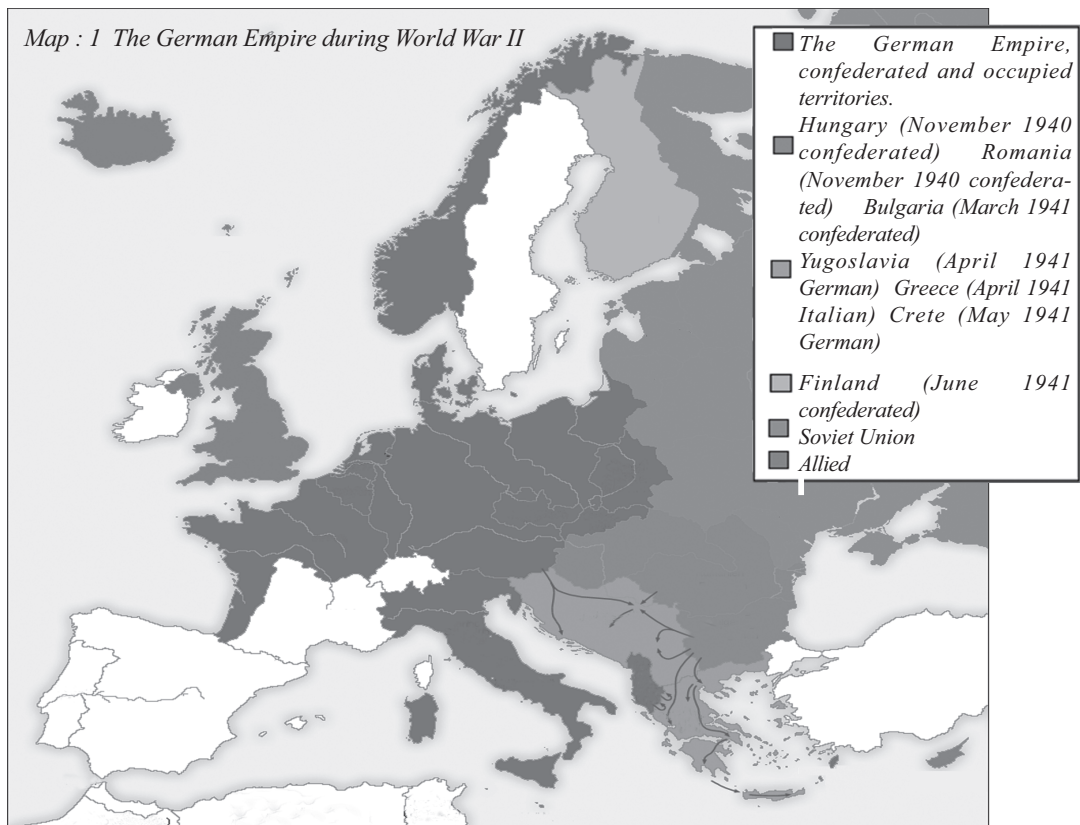 Map : 1 The German Empire during World War II
The German Empire,
confederated and occupied
territories.
Hungary (November 1940
confederated) Romania
(November 1940 confedera-
ted) Bulgaria (March 1941
confederated)
Yugoslavia (April 1941
German) Greece (April 1941
Italian) Crete (May 1941
German)
Finland (June 1941
confederated)
Soviet Union
Allied